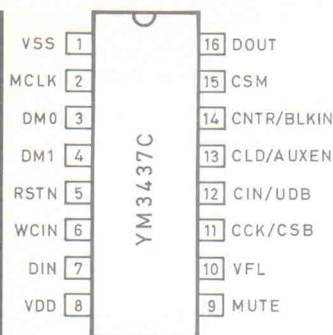 VSS 1 16 DOUT
MCLK 2 15 CSM
DM0 3 14 CNTR/BLKIN
DM1 4 13 CLD/AUXEN
RSTN 5 12 CIN/UDB
WCIN 6 11 CCK/CSB
DIN 7 10 VFL
VDD 8 9 MUTE
YM3437C